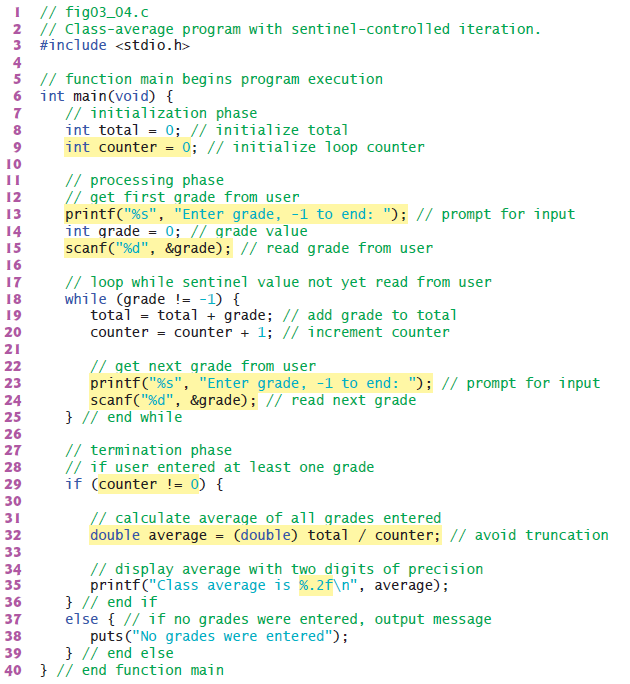 1 // fig03_04.c
2 // Class-average program with sentinel-controlled iteration.
3 #include <stdio.h>
4
5 // function main begins program execution
6 int main(void) {
7 // initialization phase
8 int total = 0; // initialize total
9 int counter = 0; // initialize loop counter
10
11 // processing phase
12 // get first grade from user
13 printf("%s", "Enter grade, -1 to end: "); // prompt for input
14 int grade = 0; // grade value
15 scanf("%d", &grade); // read grade from user
16
17 // loop while sentinel value not yet read from user
18 while (grade != -1) {
19 total = total + grade; // add grade to total
20 counter = counter + 1; // increment counter
21
22 // get next grade from user
23 printf("%s", "Enter grade, -1 to end: "); // prompt for input
24 scanf("%d", &grade); // read next grade
25 } // end while
26
27 // termination phase
28 // if user entered at least one grade
29 if (counter != 0) {
30
31 // calculate average of all grades entered
32 double average = (double) total / counter; // avoid truncation
33
34 // display average with two digits of precision
35 printf("Class average is %.2f\n", average);
36 } // end if
37 else { // if no grades were entered, output message
38 puts("No grades were entered");
39 } // end else
40 } // end function main